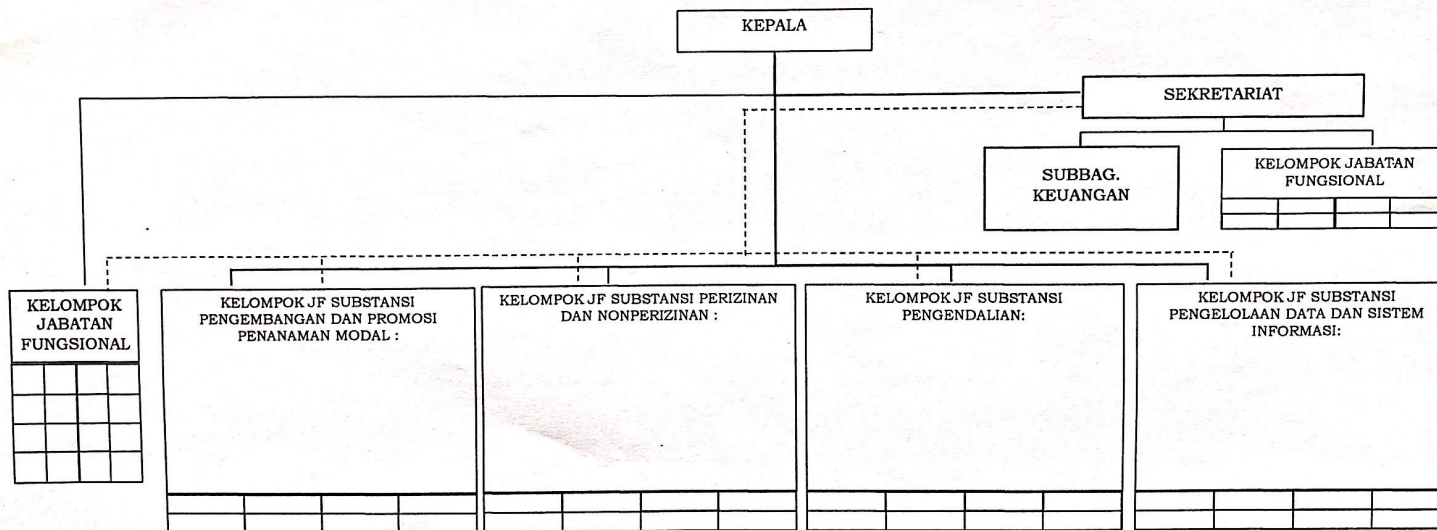 KEPALA
SEKRETARIAT
SUBBAG.
KEUANGAN
KELOMPOK JABATAN
FUNGSIONAL
KELOMPOK
JABATAN
FUNGSIONAL
KELOMPOK JF SUBSTANSI
PENGEMBANGAN DAN PROMOSI
PENANAMAN MODAL :
KELOMPOK JF SUBSTANSI PERIZINAN
DAN NONPERIZINAN :
KELOMPOK JF SUBSTANSI
PENGENDALIAN:
KELOMPOK JF SUBSTANSI
PENGELOLAAN DATA DAN SISTEM
INFORMASI: